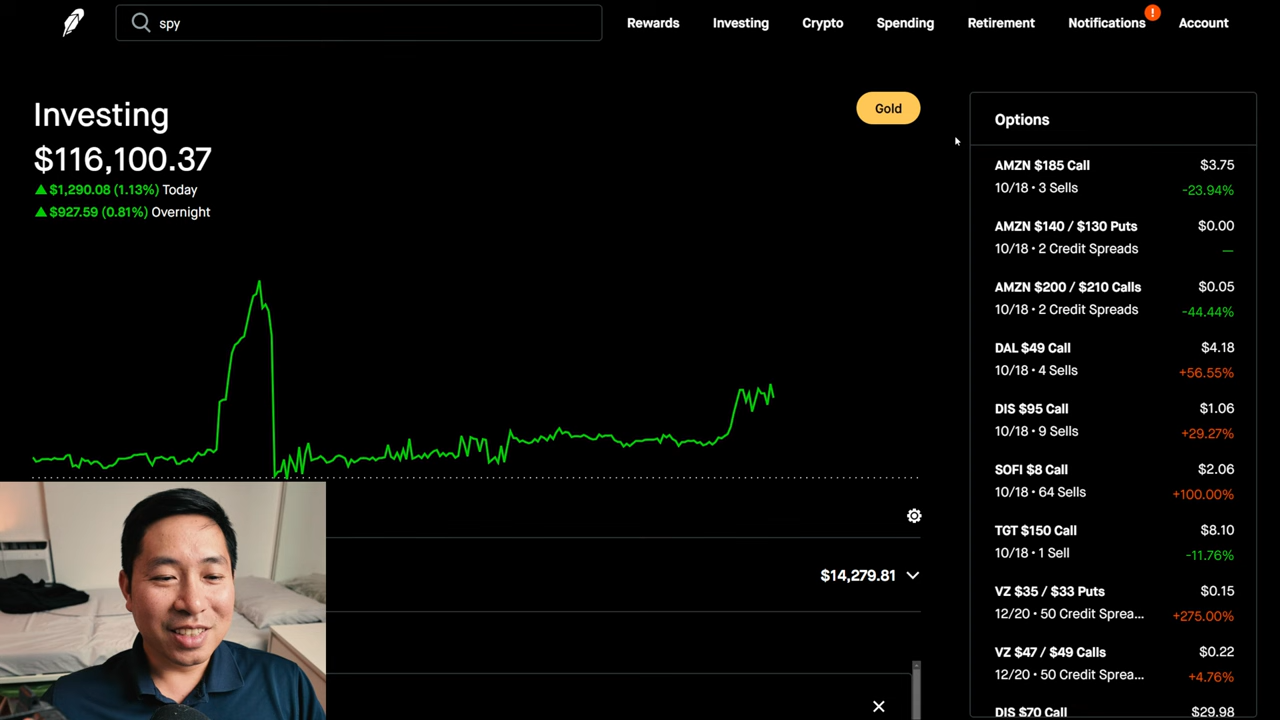 spy
Rewards
Investing
Crypto
Spending
Retirement
Notifications
!
Account
Investing
Gold
$116,100.37
$1,290.08 (1.13%) Today
$927.59 (0.81%) Overnight
$14,279.81
Options
AMZN $185 Call $3.75
10/18 • 3 Sells -23.94%
AMZN $140 / $130 Puts $0.00
10/18 • 2 Credit Spreads —
AMZN $200 / $210 Calls $0.05
10/18 • 2 Credit Spreads -44.44%
DAL $49 Call $4.18
10/18 • 4 Sells +56.55%
DIS $95 Call $1.06
10/18 • 9 Sells +29.27%
SOFI $8 Call $2.06
10/18 • 64 Sells +100.00%
TGT $150 Call $8.10
10/18 • 1 Sell -11.76%
VZ $35 / $33 Puts $0.15
12/20 • 50 Credit Sprea... +275.00%
VZ $47 / $49 Calls $0.22
12/20 • 50 Credit Sprea... +4.76%
DIS $70 Call $29.98